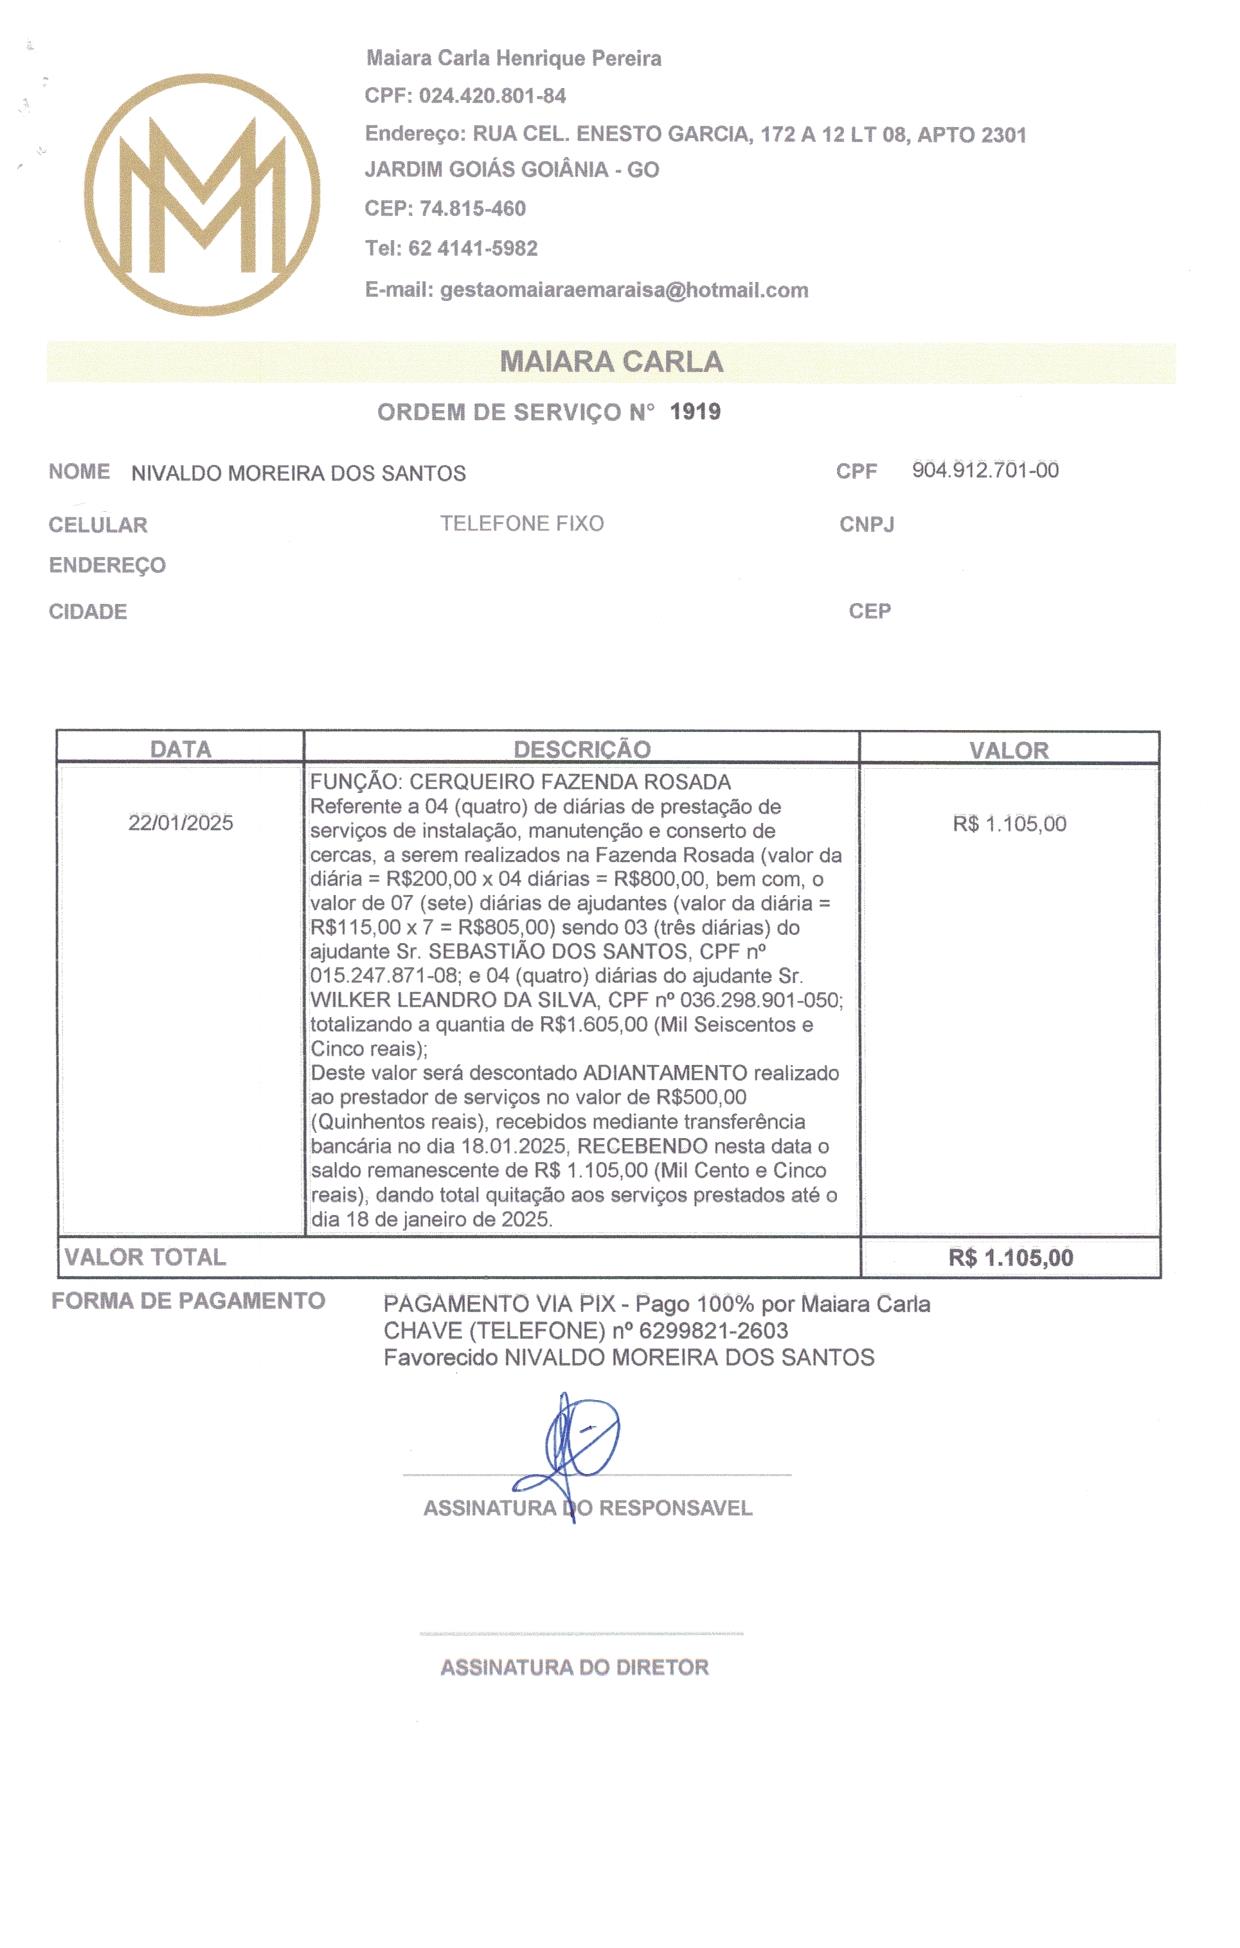 Maiara Carla Henrique Pereira
CPF: 024.420.801-84
Endereço: RUA CEL. ENESTO GARCIA, 172 A 12 LT 08, APTO 2301
JARDIM GOIÁS GOIÂNIA - GO
CEP: 74.815-460
Tel: 62 4141-5982
E-mail: gestaomaiaraemaraisa@hotmail.com
MAIARA CARLA
ORDEM DE SERVIÇO N° 1919
NOME NIVALDO MOREIRA DOS SANTOS CPF 904.912.701-00
CELULAR TELEFONE FIXO CNPJ
ENDEREÇO
CIDADE CEP
DATA DESCRIÇÃO VALOR
FUNÇÃO: CERQUEIRO FAZENDA ROSADA
Referente a 04 (quatro) de diárias de prestação de
22/01/2025 serviços de instalação, manutenção e conserto de R$ 1.105,00
cercas, a serem realizados na Fazenda Rosada (valor da
diária = R$200,00 x 04 diárias = R$800,00, bem com, o
valor de 07 (sete) diárias de ajudantes (valor da diária =
R$115,00 x 7 = R$805,00) sendo 03 (três diárias) do
ajudante Sr. SEBASTIÃO DOS SANTOS, CPF nº
015.247.871-08; e 04 (quatro) diárias do ajudante Sr.
WILKER LEANDRO DA SILVA, CPF nº 036.298.901-050;
totalizando a quantia de R$1.605,00 (Mil Seiscentos e
Cinco reais);
Deste valor será descontado ADIANTAMENTO realizado
ao prestador de serviços no valor de R$500,00
(Quinhentos reais), recebidos mediante transferência
bancária no dia 18.01.2025, RECEBENDO nesta data o
saldo remanescente de R$ 1.105,00 (Mil Cento e Cinco
reais), dando total quitação aos serviços prestados até o
dia 18 de janeiro de 2025.
VALOR TOTAL R$ 1.105,00
FORMA DE PAGAMENTO PAGAMENTO VIA PIX - Pago 100% por Maiara Carla
CHAVE (TELEFONE) nº 6299821-2603
Favorecido NIVALDO MOREIRA DOS SANTOS
ASSINATURA DO RESPONSAVEL
ASSINATURA DO DIRETOR